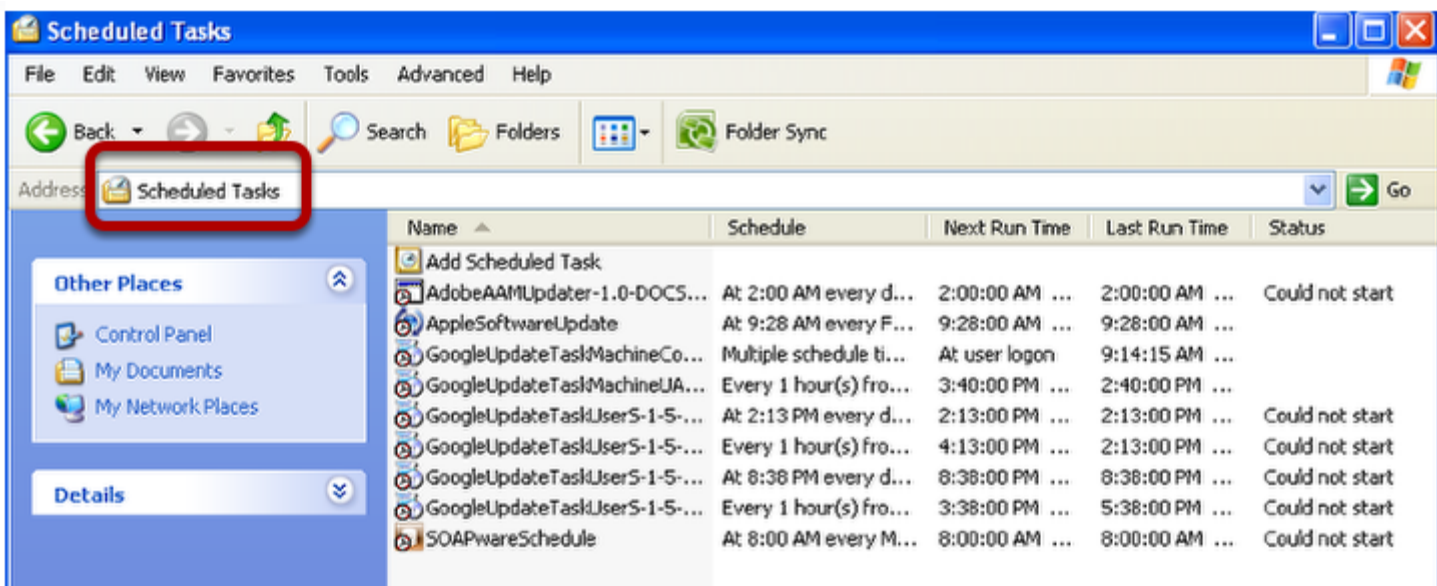 Scheduled Tasks
File Edit View Favorites Tools Advanced Help
Back Search Folders Folder Sync
Address Scheduled Tasks Go
Name Schedule Next Run Time Last Run Time Status
Add Scheduled Task
Other Places
AdobeAAMUpdater-1.0-DOCS... At 2:00 AM every d... 2:00:00 AM ... 2:00:00 AM ... Could not start
AppleSoftwareUpdate At 9:28 AM every F... 9:28:00 AM ... 9:28:00 AM ...
Control Panel
GoogleUpdateTaskMachineCo... Multiple schedule ti... At user logon 9:14:15 AM ...
My Documents
GoogleUpdateTaskMachineUA... Every 1 hour(s) fro... 3:40:00 PM ... 2:40:00 PM ...
My Network Places
GoogleUpdateTaskUserS-1-5-... At 2:13 PM every d... 2:13:00 PM ... 2:13:00 PM ... Could not start
GoogleUpdateTaskUserS-1-5-... Every 1 hour(s) fro... 4:13:00 PM ... 2:13:00 PM ... Could not start
GoogleUpdateTaskUserS-1-5-... At 8:38 PM every d... 8:38:00 PM ... 8:38:00 PM ... Could not start
Details
GoogleUpdateTaskUserS-1-5-... Every 1 hour(s) fro... 3:38:00 PM ... 5:38:00 PM ... Could not start
SOAPwareSchedule At 8:00 AM every M... 8:00:00 AM ... 8:00:00 AM ... Could not start